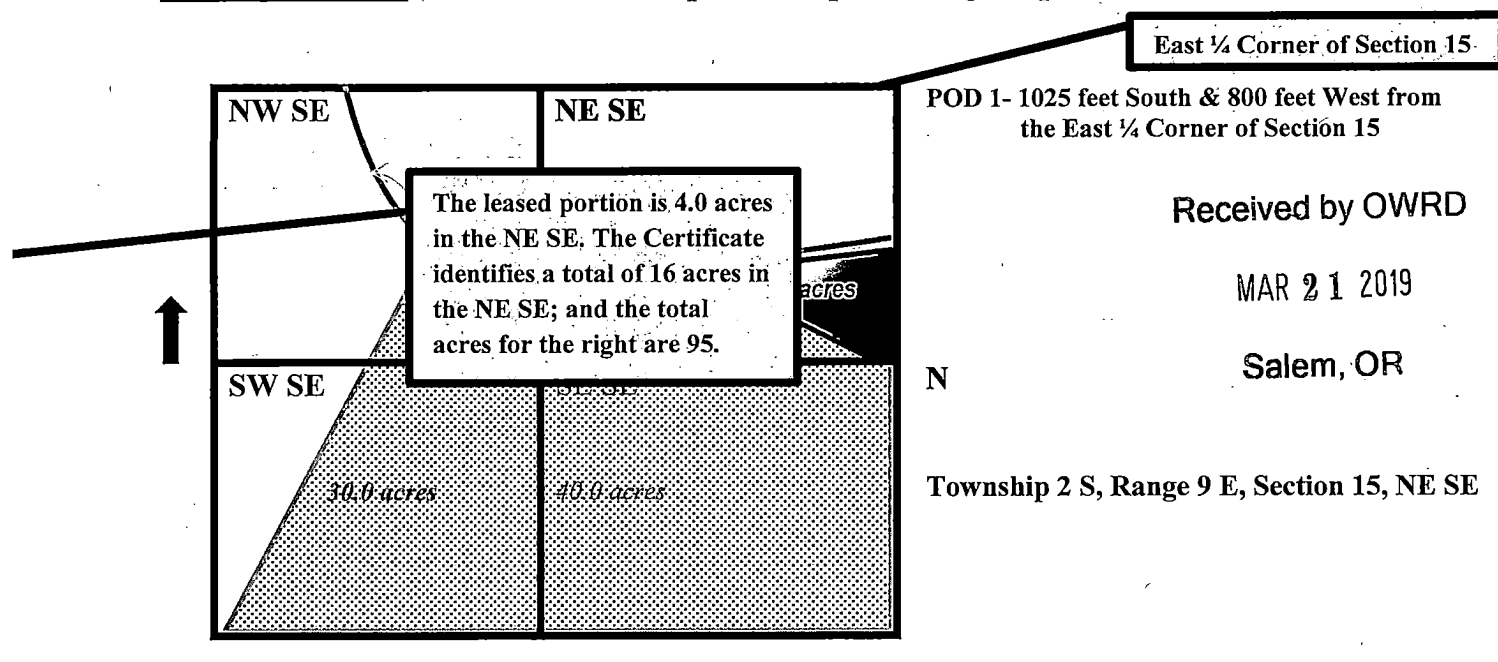 East ¼ Corner of Section 15
NW SE
NE SE
POD 1- 1025 feet South & 800 feet West from
the East ¼ Corner of Section 15
The leased portion is 4.0 acres
in the NE SE. The Certificate
identifies a total of 16 acres in
the NE SE; and the total
acres for the right are 95.
acres
Received by OWRD
MAR 21 2019
Salem, OR
SW SE
SE SE
N
30.0 acres
40.0 acres
Township 2 S, Range 9 E, Section 15, NE SE